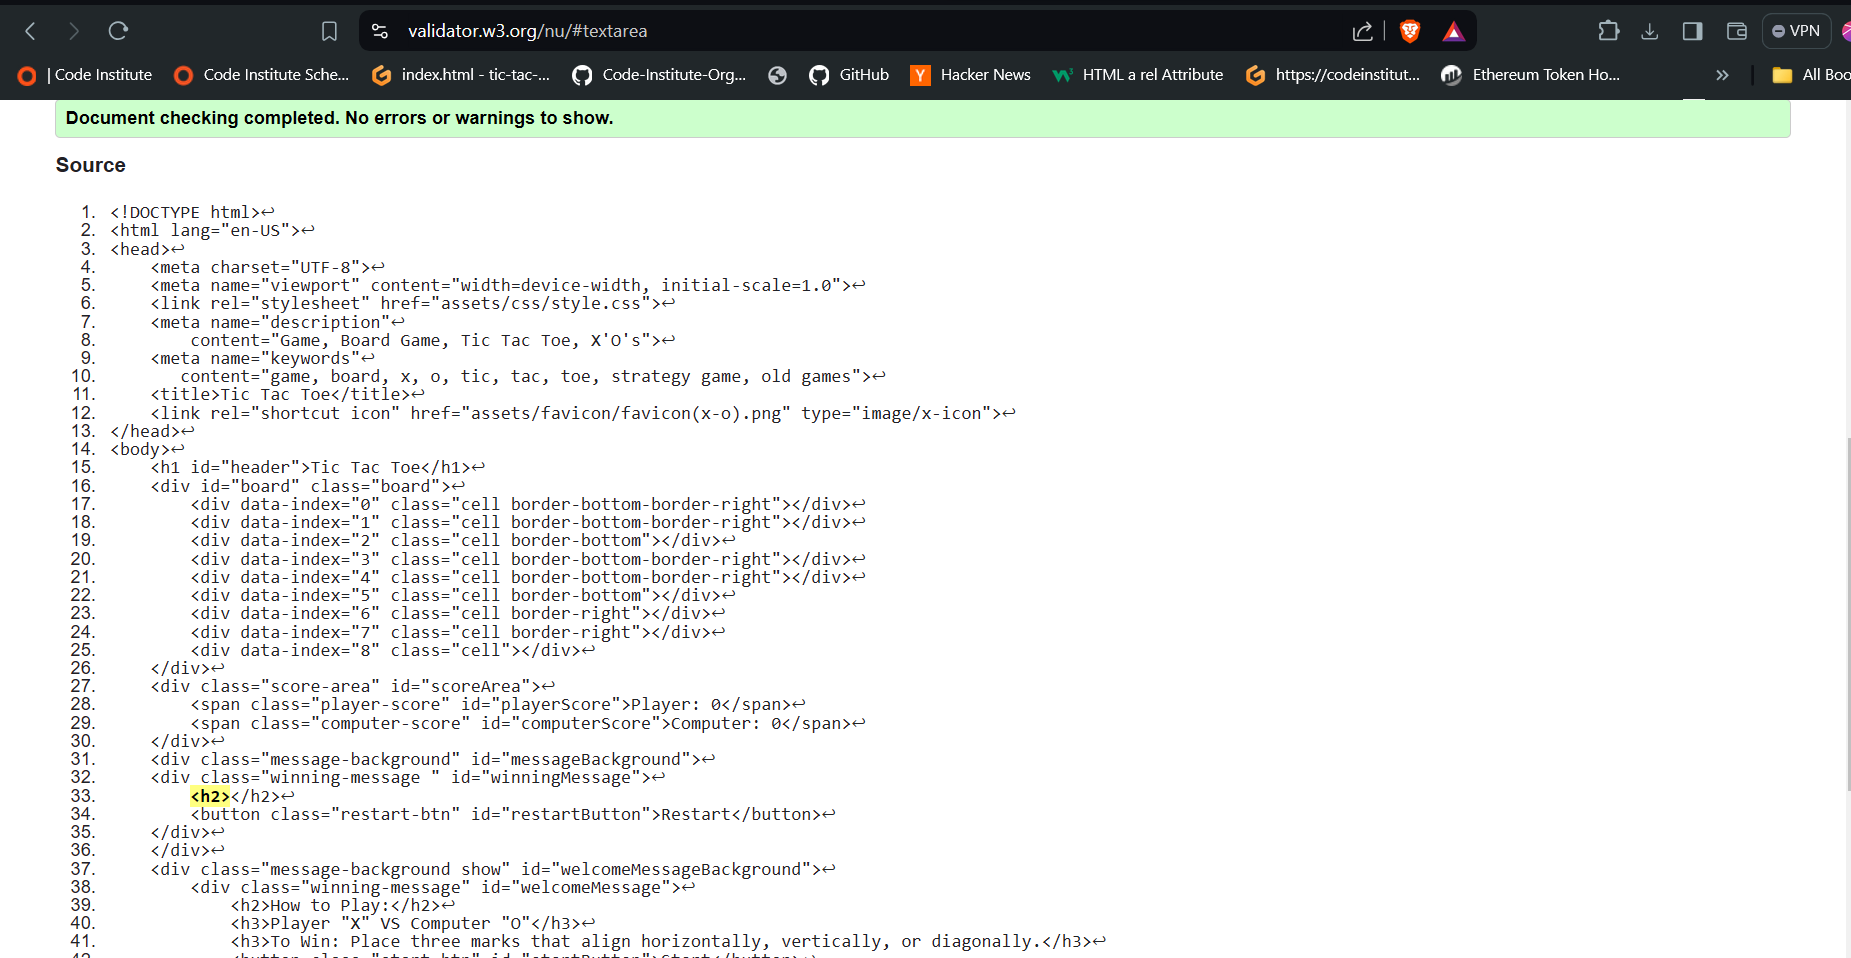 validator.w3.org/nu/#textarea
VPN
| Code Institute
Code Institute Sche...
index.html - tic-tac-...
Code-Institute-Org...
GitHub
Hacker News
HTML a rel Attribute
https://codeinstitut...
Ethereum Token Ho...
»
All Boo
Document checking completed. No errors or warnings to show.
Source
1. <!DOCTYPE html>↩
2. <html lang="en-US">↩
3. <head>↩
4. <meta charset="UTF-8">↩
5. <meta name="viewport" content="width=device-width, initial-scale=1.0">↩
6. <link rel="stylesheet" href="assets/css/style.css">↩
7. <meta name="description"↩
8. content="Game, Board Game, Tic Tac Toe, X'O's">↩
9. <meta name="keywords"↩
10. content="game, board, x, o, tic, tac, toe, strategy game, old games">↩
11. <title>Tic Tac Toe</title>↩
12. <link rel="shortcut icon" href="assets/favicon/favicon(x-o).png" type="image/x-icon">↩
13. </head>↩
14. <body>↩
15. <h1 id="header">Tic Tac Toe</h1>↩
16. <div id="board" class="board">↩
17. <div data-index="0" class="cell border-bottom-border-right"></div>↩
18. <div data-index="1" class="cell border-bottom-border-right"></div>↩
19. <div data-index="2" class="cell border-bottom"></div>↩
20. <div data-index="3" class="cell border-bottom-border-right"></div>↩
21. <div data-index="4" class="cell border-bottom-border-right"></div>↩
22. <div data-index="5" class="cell border-bottom"></div>↩
23. <div data-index="6" class="cell border-right"></div>↩
24. <div data-index="7" class="cell border-right"></div>↩
25. <div data-index="8" class="cell"></div>↩
26. </div>↩
27. <div class="score-area" id="scoreArea">↩
28. <span class="player-score" id="playerScore">Player: 0</span>↩
29. <span class="computer-score" id="computerScore">Computer: 0</span>↩
30. </div>↩
31. <div class="message-background" id="messageBackground">↩
32. <div class="winning-message " id="winningMessage">↩
33. <h2></h2>↩
34. <button class="restart-btn" id="restartButton">Restart</button>↩
35. </div>↩
36. </div>↩
37. <div class="message-background show" id="welcomeMessageBackground">↩
38. <div class="winning-message" id="welcomeMessage">↩
39. <h2>How to Play:</h2>↩
40. <h3>Player "X" VS Computer "O"</h3>↩
41. <h3>To Win: Place three marks that align horizontally, vertically, or diagonally.</h3>↩